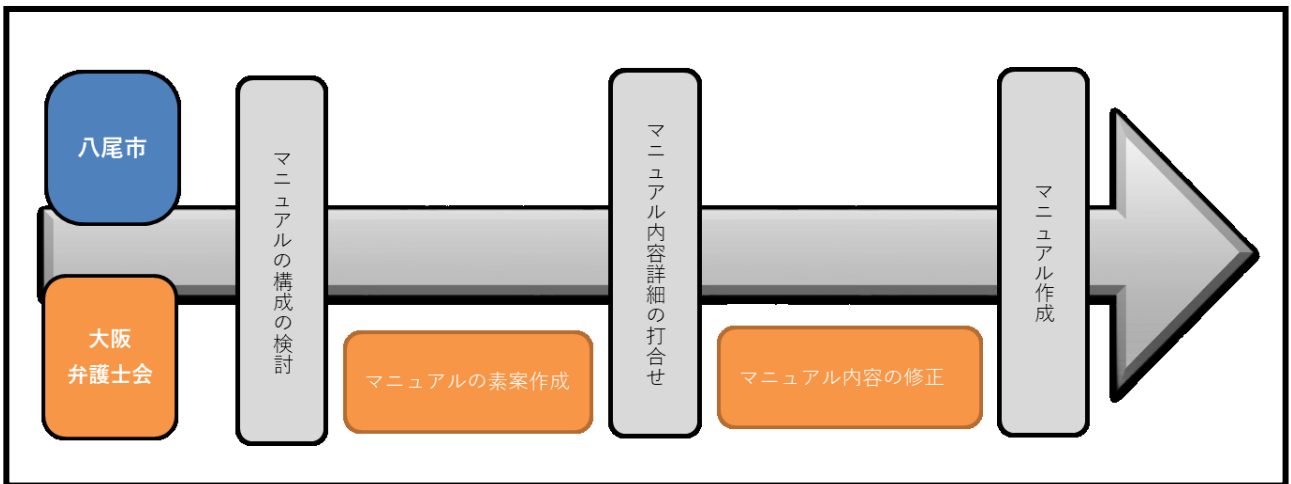 八尾市
大阪
弁護士会
マニュアルの構成の検討
マニュアルの素案作成
マニュアル内容詳細の打合せ
マニュアル内容の修正
マニュアル作成